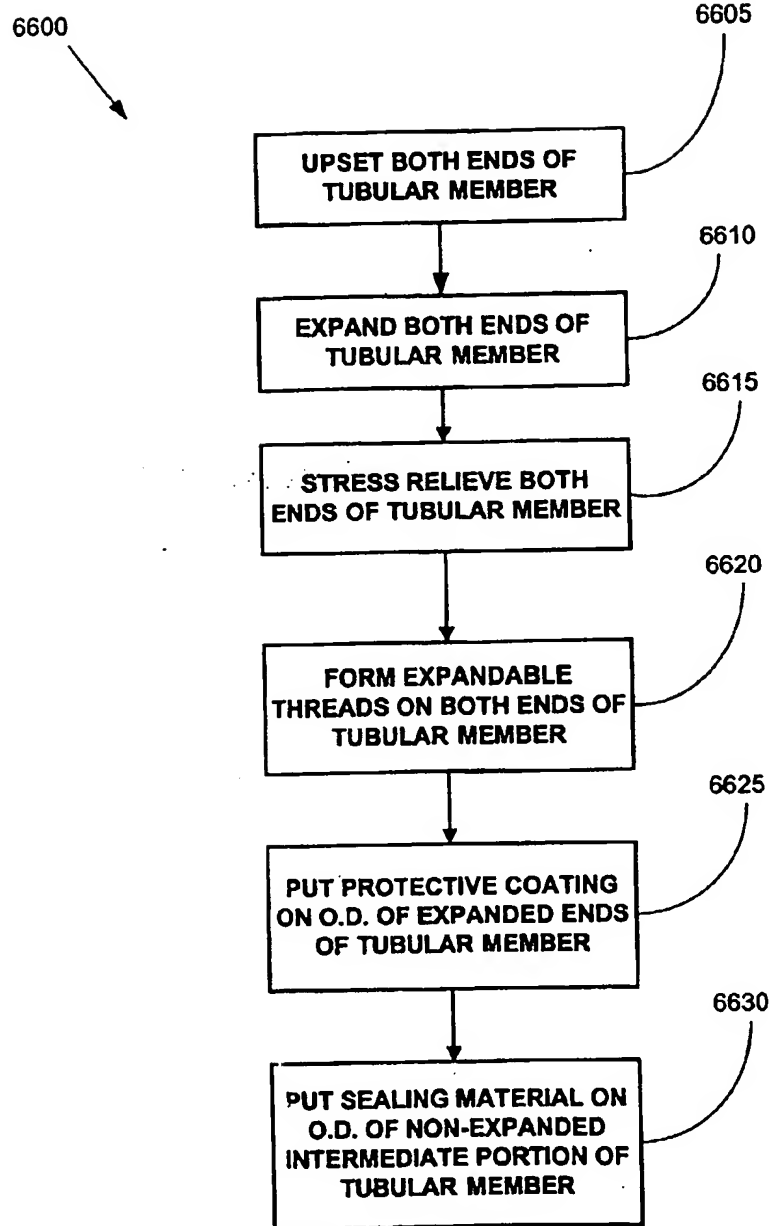 6600
6605
UPSET BOTH ENDS OF
TUBULAR MEMBER
6610
EXPAND BOTH ENDS OF
TUBULAR MEMBER
6615
STRESS RELIEVE BOTH
ENDS OF TUBULAR MEMBER
6620
FORM EXPANDABLE
THREADS ON BOTH ENDS OF
TUBULAR MEMBER
6625
PUT PROTECTIVE COATING
ON O.D. OF EXPANDED ENDS
OF TUBULAR MEMBER
6630
PUT SEALING MATERIAL ON
O.D. OF NON-EXPANDED
INTERMEDIATE PORTION OF
TUBULAR MEMBER